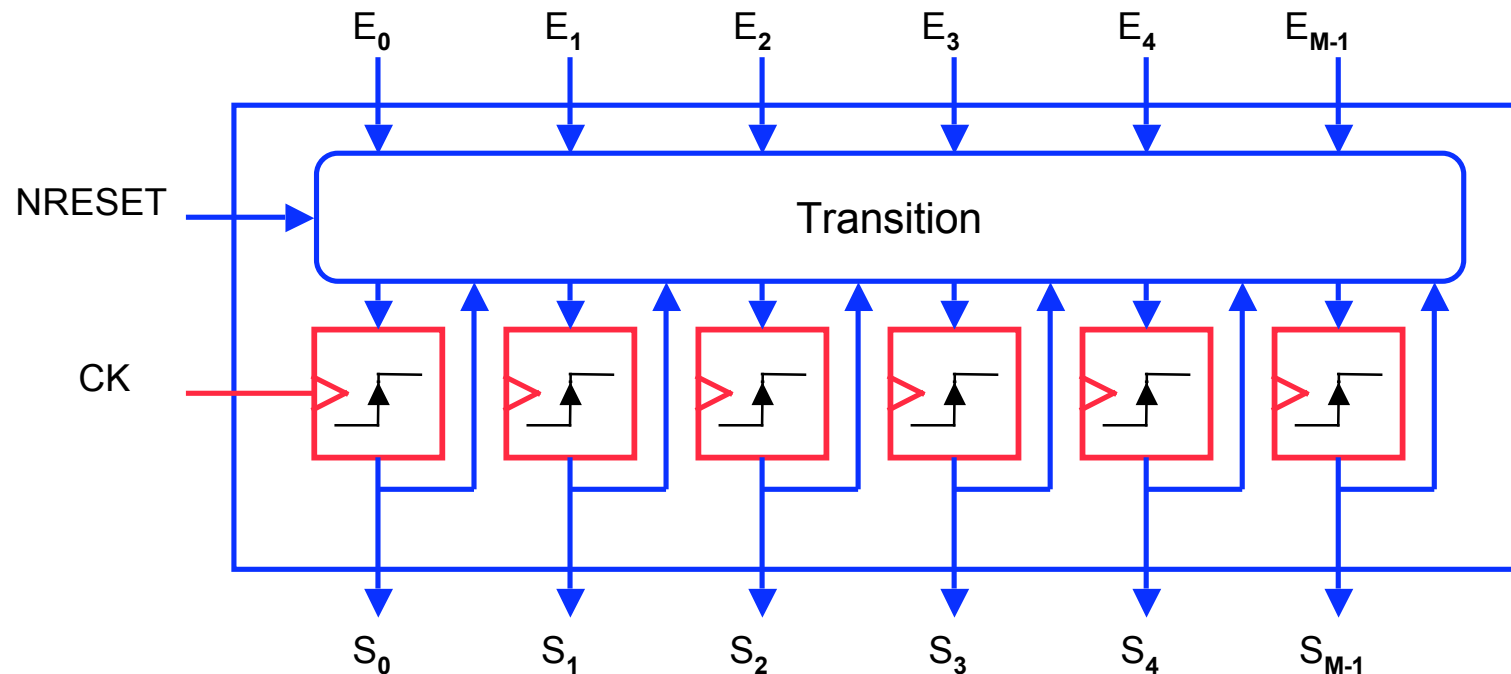 E0 E1 E2 E3 E4 EM-1
NRESET
Transition
CK
S0 S1 S2 S3 S4 SM-1